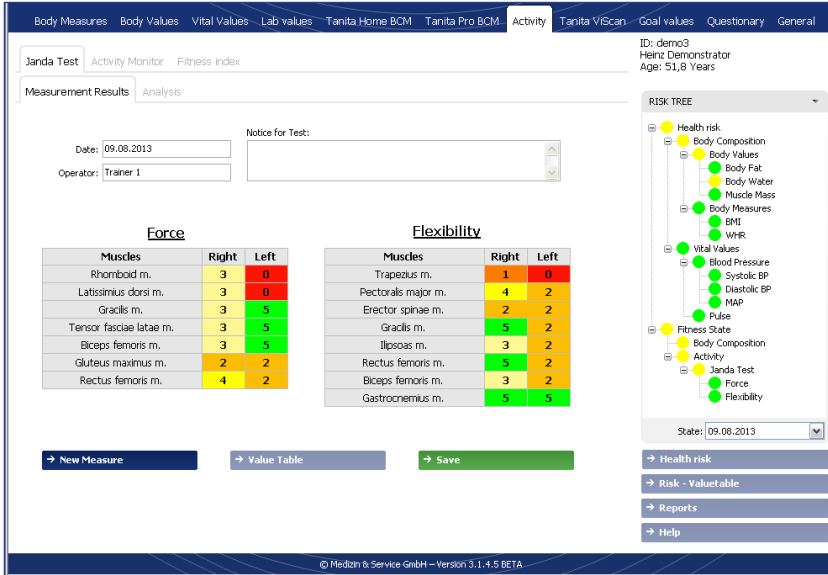 Body Measures Body Values Vital Values Lab values Tanita Home BCM Tanita Pro BCM Activity Tanita ViScan Goal values Questionary General
ID: demo3
Heinz Demonstrator
Age: 51,8 Years
Janda Test Activity Monitor Fitness index
Measurement Results Analysis
Notice for Test:
Date: 09.08.2013
Operator: Trainer 1
Force
Muscles Right Left
Rhomboid m. 3 0
Latissimius dorsi m. 3 0
Gracilis m. 3 5
Tensor fasciae latae m. 3 5
Biceps femoris m. 3 5
Gluteus maximus m. 2 2
Rectus femoris m. 4 2
Flexibility
Muscles Right Left
Trapezius m. 1 0
Pectoralis major m. 4 2
Erector spinae m. 2 2
Gracilis m. 5 2
Ilipsoas m. 3 2
Rectus femoris m. 5 2
Biceps femoris m. 3 2
Gastrocnemius m. 5 5
→ New Measure → Value Table → Save
RISK TREE
Health risk
Body Composition
Body Values
Body Fat
Body Water
Muscle Mass
Body Measures
BMI
WHR
Vital Values
Blood Pressure
Systolic BP
Diastolic BP
MAP
Pulse
Fitness State
Body Composition
Activity
Janda Test
Force
Flexibility
State: 09.08.2013
→ Health risk
→ Risk - Valuetable
→ Reports
→ Help
© Medizin & Service GmbH – Version 3.1.4.5 BETA